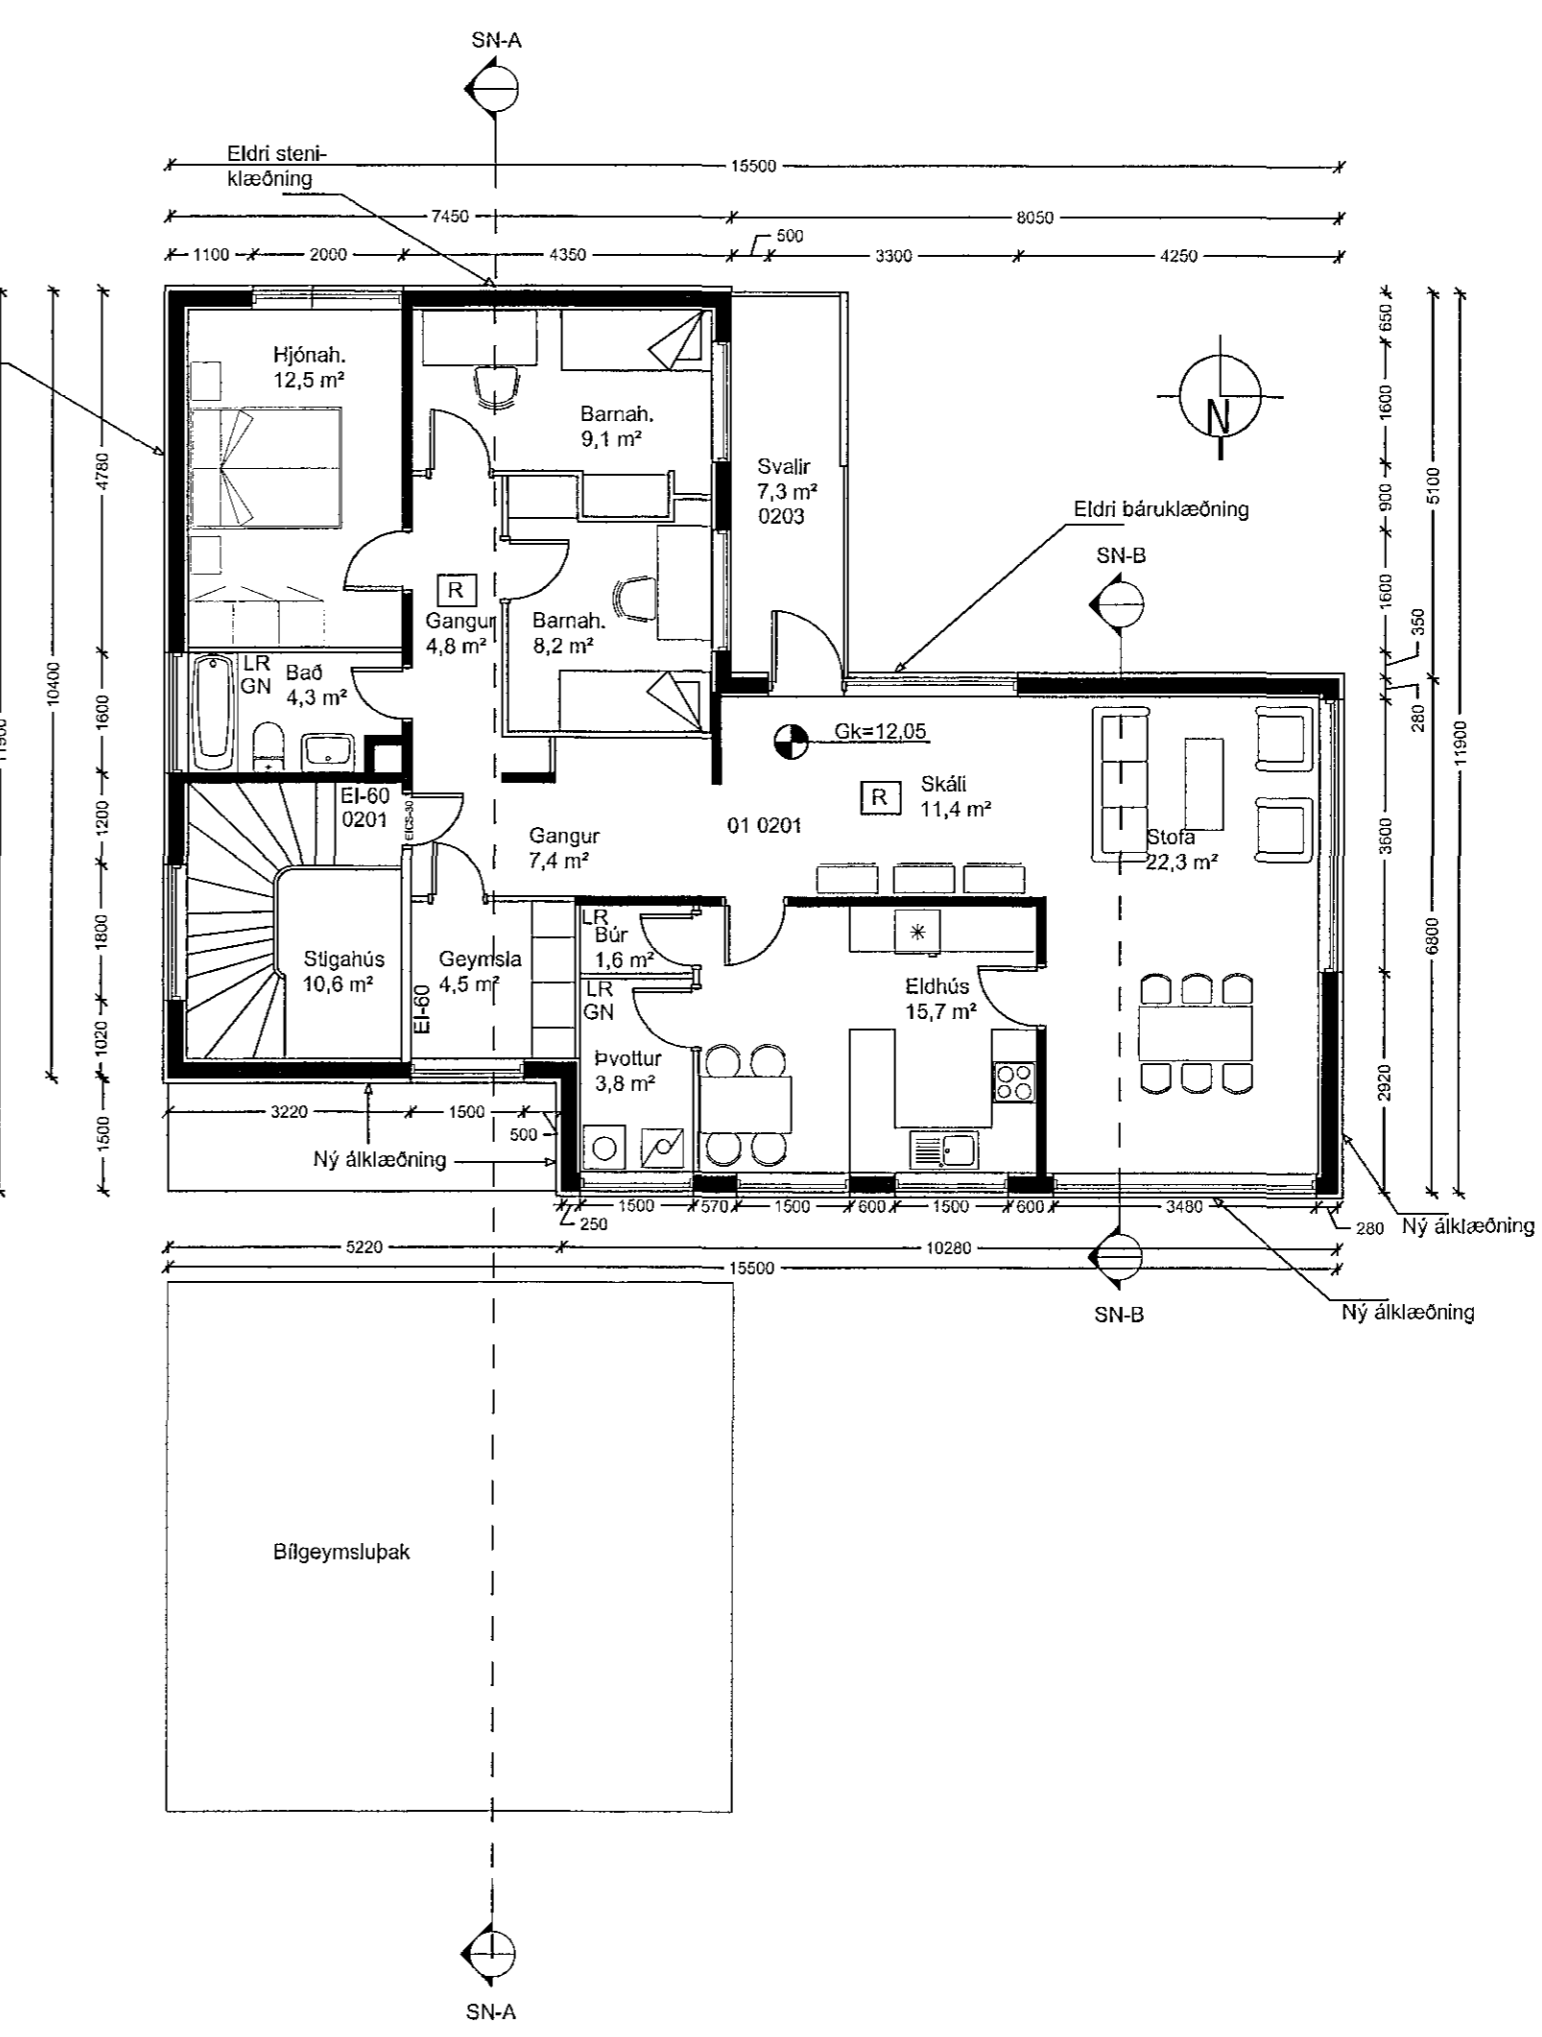 SN-A
Eldri steni-
klæðning
15500
7450
8050
500
1100
2000
4350
3300
4250
Hjónah.
12,5 m²
Barnah.
9,1 m²
Svalir
7,3 m²
0203
N
Eldri báruklæðning
SN-B
4780
10400
11900
650
1600
900
1600
350
280
5100
11900
R
Gangur
4,8 m²
Barnah.
8,2 m²
LR
GN
Bað
4,3 m²
1600
Gk=12,05
R
Skáli
11,4 m²
EI-60
0201
EICS-30
1200
Gangur
7,4 m²
01 0201
Stofa
22,3 m²
3600
6800
1800
Stigahús
10,6 m²
Geymsla
4,5 m²
EI-60
LR
Búr
1,6 m²
LR
GN
Eldhús
15,7 m²
1020
Þvottur
3,8 m²
2920
1500
3220
1500
500
Ný álklæðning
250
1500
570
1500
600
1500
600
3480
280
Ný álklæðning
5220
10280
15500
SN-B
Ný álklæðning
Bílgeymsluþak
SN-A